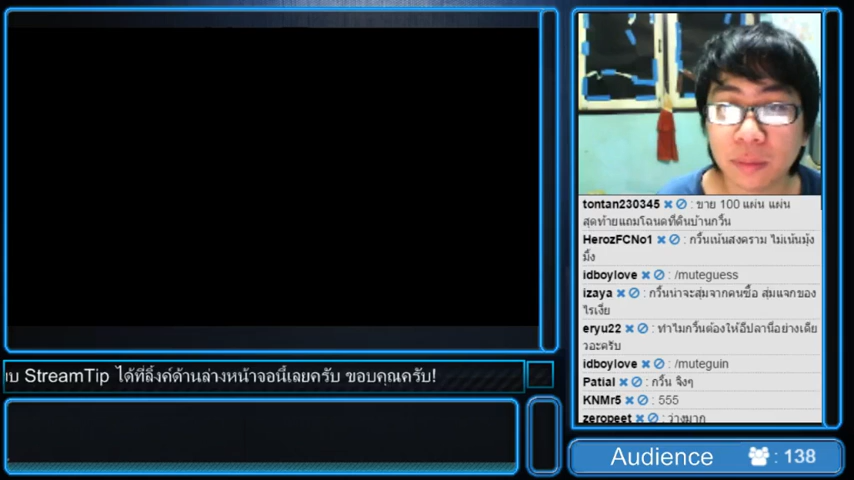 บ StreamTip ได้ที่ลิ้งค์ด้านล่างหน้าจอนี้เลยครับ ขอบคุณครับ!
tontan230345 : ขาย 100 แผ่น แผ่น
สุดท้ายแถมโฉนดที่ดินบ้านกวิ้น
HerozFCNo1 : กวิ้นเน้นสงคราม ไม่เน้นมุ้ง
มิ้ง
idboylove : /muteguess
izaya : กวิ้นน่าจะสุ่มจากคนซื้อ สุ่มแจกของ
ไรเงี้ย
eryu22 : ทำไมกวิ้นต้องให้อีปลานี่อย่างเดีย
วอะครับ
idboylove : /muteguin
Patial : กวิ้น จิงๆ
KNMr5 : 555
zeropeet : ว่างมาก
Audience : 138